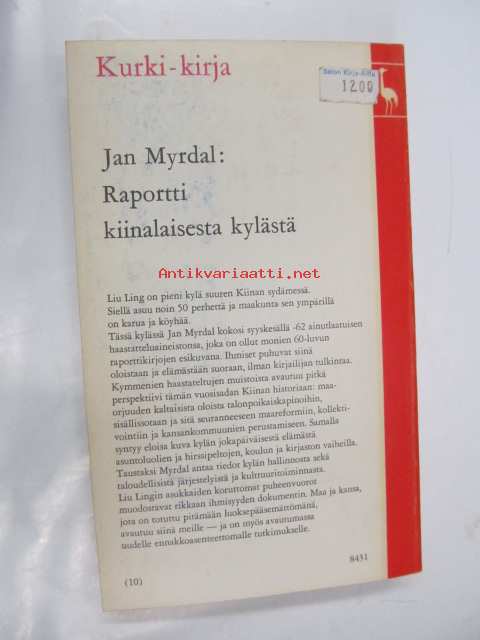 Kurki-kirja
Salon Kirja-Aitta
1200
Jan Myrdal:
Raportti
kiinalaisesta kylästä
Antikvariaatti.net
Liu Ling on pieni kylä suuren Kiinan sydämessä.
Siellä asuu noin 50 perhettä ja maakunta sen ympärillä
on karua ja köyhää.
Tässä kylässä Jan Myrdal kokosi syyskesällä -62 ainutlaatuisen
haastatteluaineistonsa, joka on ollut monien 60-luvun
raporttikirjojen esikuvana. Ihmiset puhuvat siinä
oloistaan ja elämästään suoraan, ilman kirjailijan tulkintaa.
Kymmenien haastateltujen muistoista avautuu pitkä
perspektiivi tämän vuosisadan Kiinan historiaan: maa-
orjuuden kaltaisista oloista talonpoikaiskapinoihin,
sisällissotaan ja sitä seuranneeseen maareformiin, kollekti-
vointiin ja kansankommuunien perustamiseen. Samalla
syntyy eloisa kuva kylän jokapäiväisestä elämästä
asuntoluolien ja hirssipeltojen, koulun ja kirjaston vaiheilla.
Taustaksi Myrdal antaa tiedot kylän hallinnosta sekä
taloudellisista järjestelyistä ja kulttuuritoiminnasta.
Liu Lingin asukkaiden koruttomat puheenvuorot
muodostavat rikkaan ihmisyyden dokumentin. Maa ja kansa,
jota on totuttu pitämään luoksepääsemättömänä,
avautuu siinä meille — ja on myös avautumassa
uudelle ennakkoasenteettomalle tutkimukselle.
8431
(10)